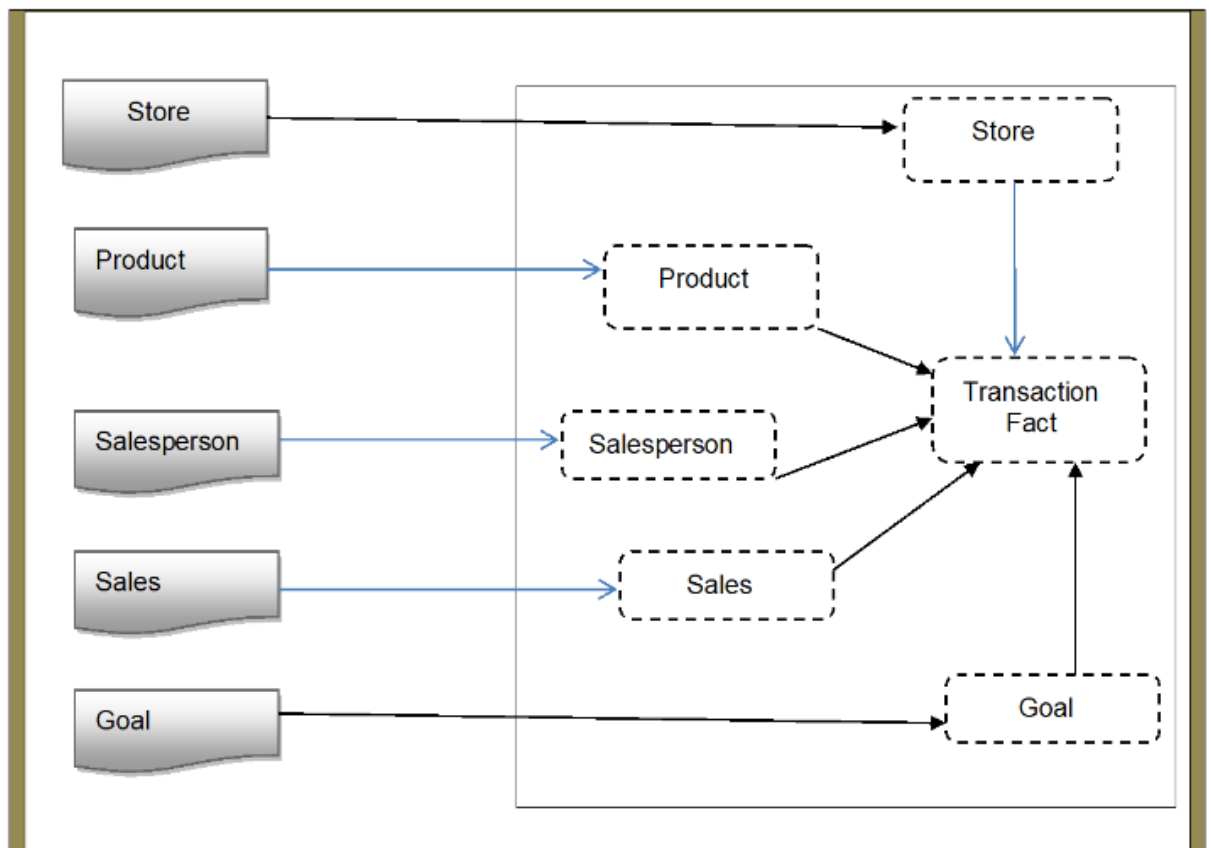 Store
Store
Product
Product
Transaction
Fact
Salesperson
Salesperson
Sales
Sales
Goal
Goal